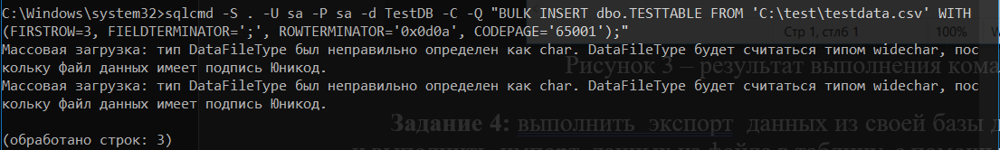 C:\Windows\system32>sqlcmd -S . -U sa -P sa -d TestDB -C -Q "BULK INSERT dbo.TESTTABLE FROM 'C:\test\testdata.csv' WITH
(FIRSTROW=3, FIELDTERMINATOR=';', ROWTERMINATOR='0x0d0a', CODEPAGE='65001');"
Стр 1, стлб 1 100%
Массовая загрузка: тип DataFileType был неправильно определен как char. DataFileType будет считаться типом widechar, пос
кольку файл данных имеет подпись Юникод.
Рисунок 3 – результат выполнения кома
Массовая загрузка: тип DataFileType был неправильно определен как char. DataFileType будет считаться типом widechar, пос
кольку файл данных имеет подпись Юникод.
Задание 4: выполнить экспорт данных из своей базы д
(обработано строк: 3)